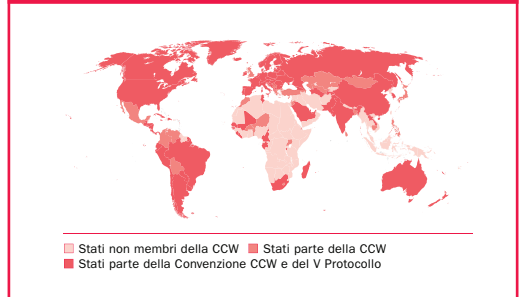 Stati non membri della CCW Stati parte della CCW
Stati parte della Convenzione CCW e del V Protocollo